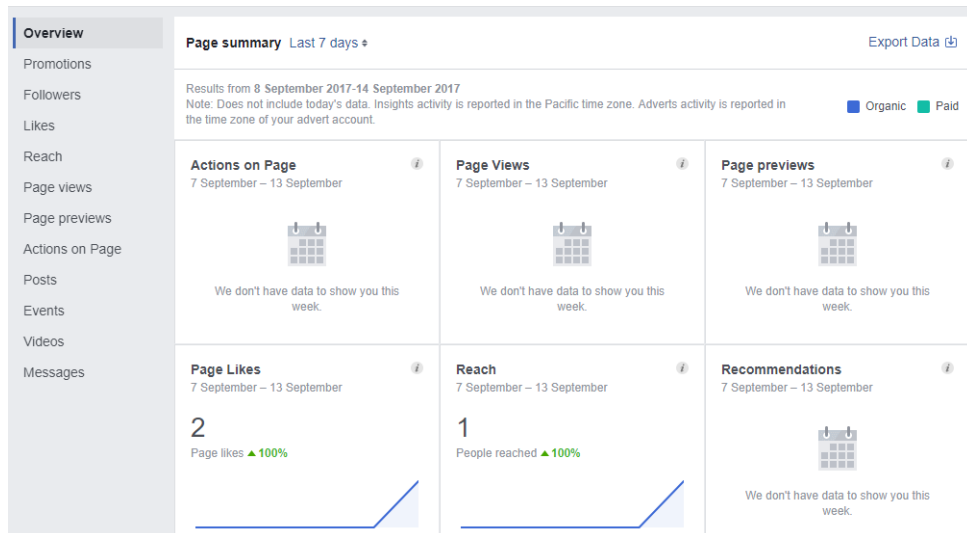 Overview
Promotions
Followers
Likes
Reach
Page views
Page previews
Actions on Page
Posts
Events
Videos
Messages
Page summary Last 7 days
Export Data
Results from 8 September 2017-14 September 2017
Note: Does not include today's data. Insights activity is reported in the Pacific time zone. Adverts activity is reported in
the time zone of your advert account.
Organic Paid
Actions on Page
7 September – 13 September
We don't have data to show you this
week.
Page Views
7 September – 13 September
We don't have data to show you this
week.
Page previews
7 September – 13 September
We don't have data to show you this
week.
Page Likes
7 September – 13 September
2
Page likes ▲ 100%
Reach
7 September – 13 September
1
People reached ▲ 100%
Recommendations
7 September – 13 September
We don't have data to show you this
week.